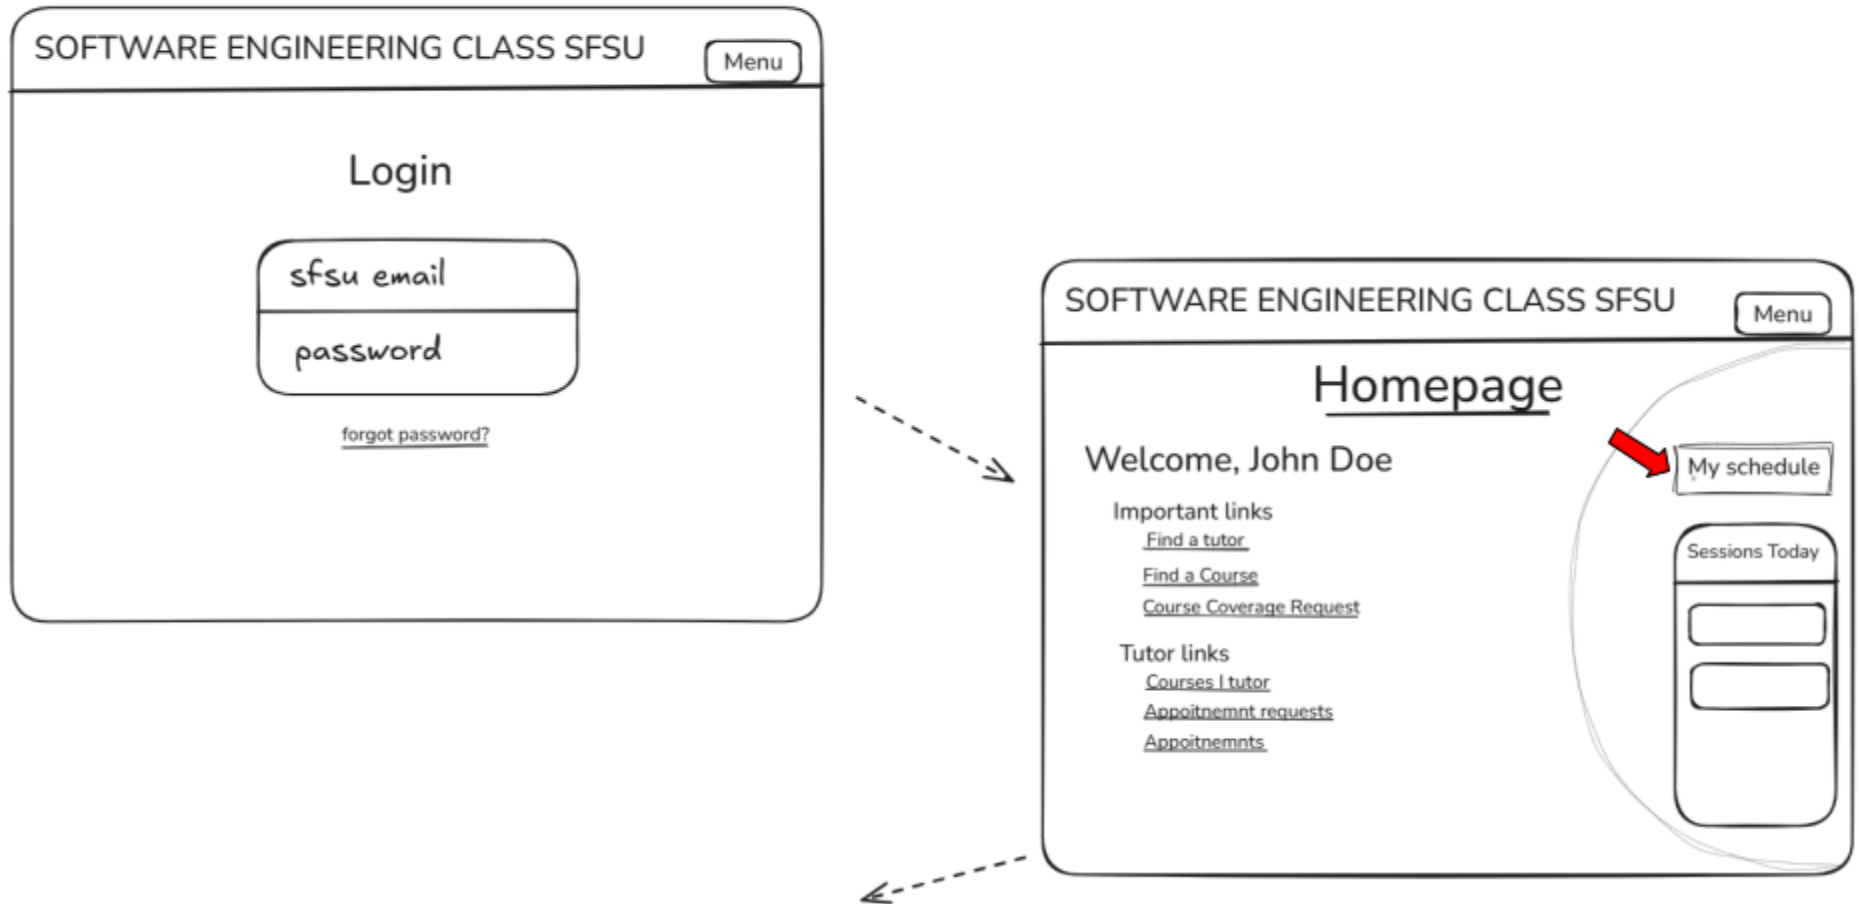 SOFTWARE ENGINEERING CLASS SFSU
Menu
Login
sfsu email
password
forgot password?
SOFTWARE ENGINEERING CLASS SFSU
Menu
Homepage
Welcome, John Doe
Important links
Find a tutor
Find a Course
Course Coverage Request
Tutor links
Courses I tutor
Appoitnemnt requests
Appoitnemnts
My schedule
Sessions Today